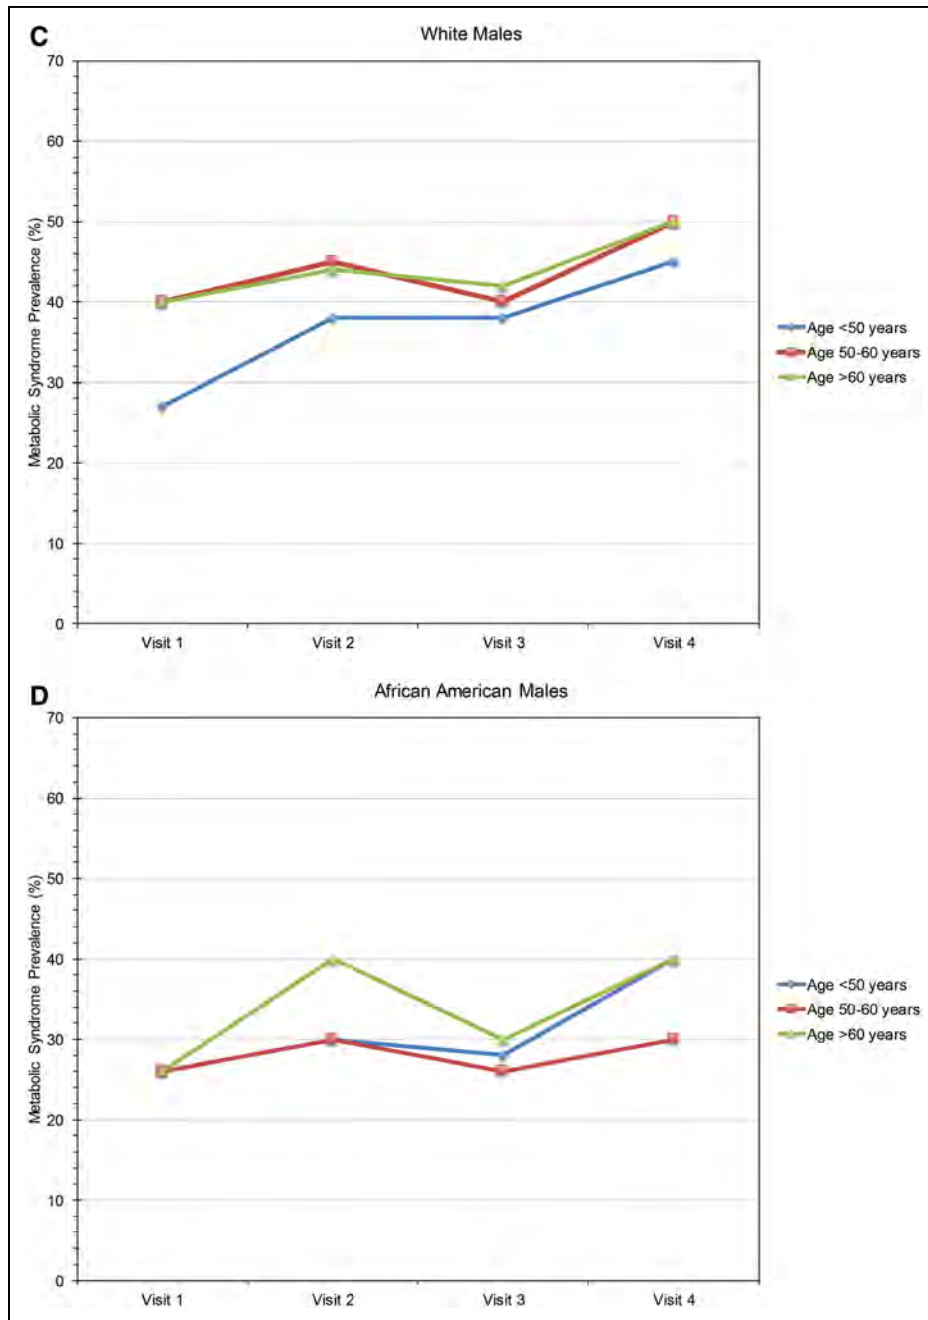 C
White Males
70
60
50
40
30
20
10
0
Metabolic Syndrome Prevalence (%)
Visit 1 Visit 2 Visit 3 Visit 4
Age <50 years
Age 50-60 years
Age >60 years
D
African American Males
70
60
50
40
30
20
10
0
Metabolic Syndrome Prevalence (%)
Visit 1 Visit 2 Visit 3 Visit 4
Age <50 years
Age 50-60 years
Age >60 years